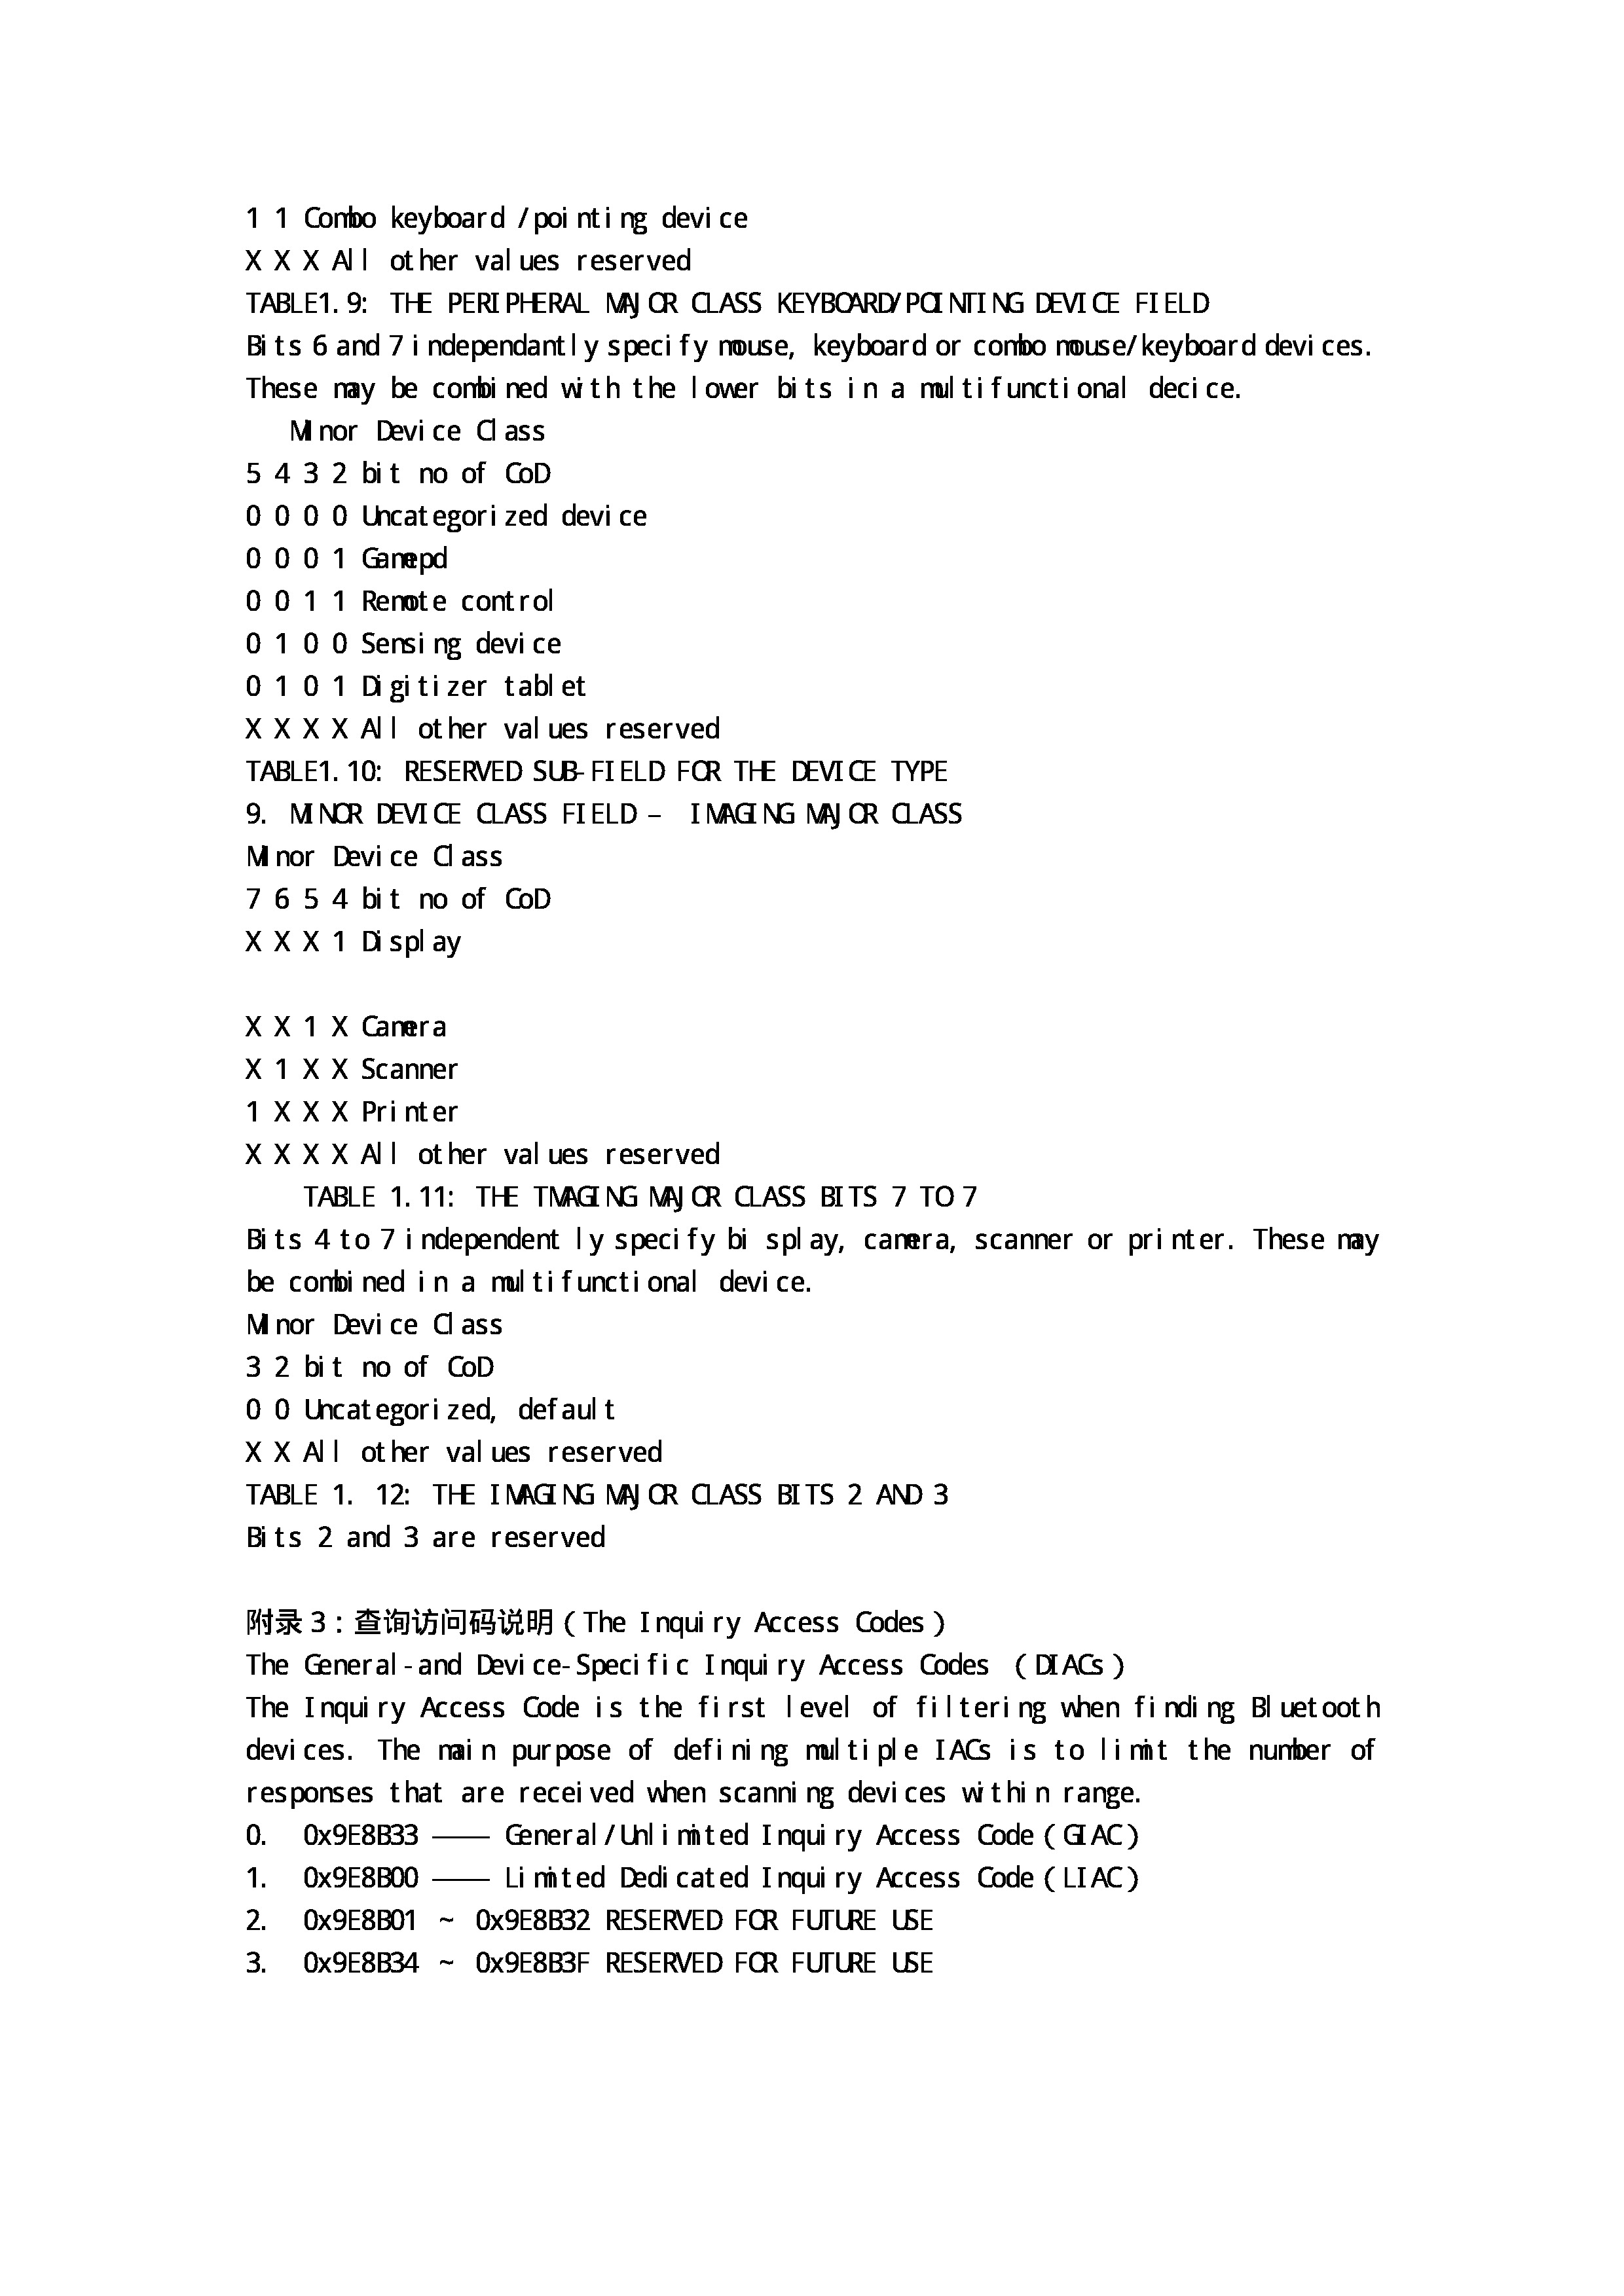 1 1 Combo keyboard /pointing device
X X X All other values reserved
TABLE1.9: THE PERIPHERAL MAJOR CLASS KEYBOARD/POINTING DEVICE FIELD
Bits 6 and 7 independantly specify mouse, keyboard or combo mouse/keyboard devices.
These may be combined with the lower bits in a multifunctional decice.
Minor Device Class
5 4 3 2 bit no of CoD
0 0 0 0 Uncategorized device
0 0 0 1 Gamepd
0 0 1 1 Remote control
0 1 0 0 Sensing device
0 1 0 1 Digitizer tablet
X X X X All other values reserved
TABLE1.10: RESERVED SUB-FIELD FOR THE DEVICE TYPE
9. MINOR DEVICE CLASS FIELD – IMAGING MAJOR CLASS
Minor Device Class
7 6 5 4 bit no of CoD
X X X 1 Display
X X 1 X Camera
X 1 X X Scanner
1 X X X Printer
X X X X All other values reserved
TABLE 1.11: THE TMAGING MAJOR CLASS BITS 7 TO 7
Bits 4 to 7 independent ly specify bi splay, camera, scanner or printer. These may
be combined in a multifunctional device.
Minor Device Class
3 2 bit no of CoD
0 0 Uncategorized, default
X X All other values reserved
TABLE 1. 12: THE IMAGING MAJOR CLASS BITS 2 AND 3
Bits 2 and 3 are reserved
附录 3：查询访问码说明（The Inquiry Access Codes）
The General-and Device-Specific Inquiry Access Codes （DIACs）
The Inquiry Access Code is the first level of filtering when finding Bluetooth
devices. The main purpose of defining multiple IACs is to limit the number of
responses that are received when scanning devices within range.
0. 0x9E8B33 —— General/Unlimited Inquiry Access Code（GIAC）
1. 0x9E8B00 —— Limited Dedicated Inquiry Access Code（LIAC）
2. 0x9E8B01 ~ 0x9E8B32 RESERVED FOR FUTURE USE
3. 0x9E8B34 ~ 0x9E8B3F RESERVED FOR FUTURE USE